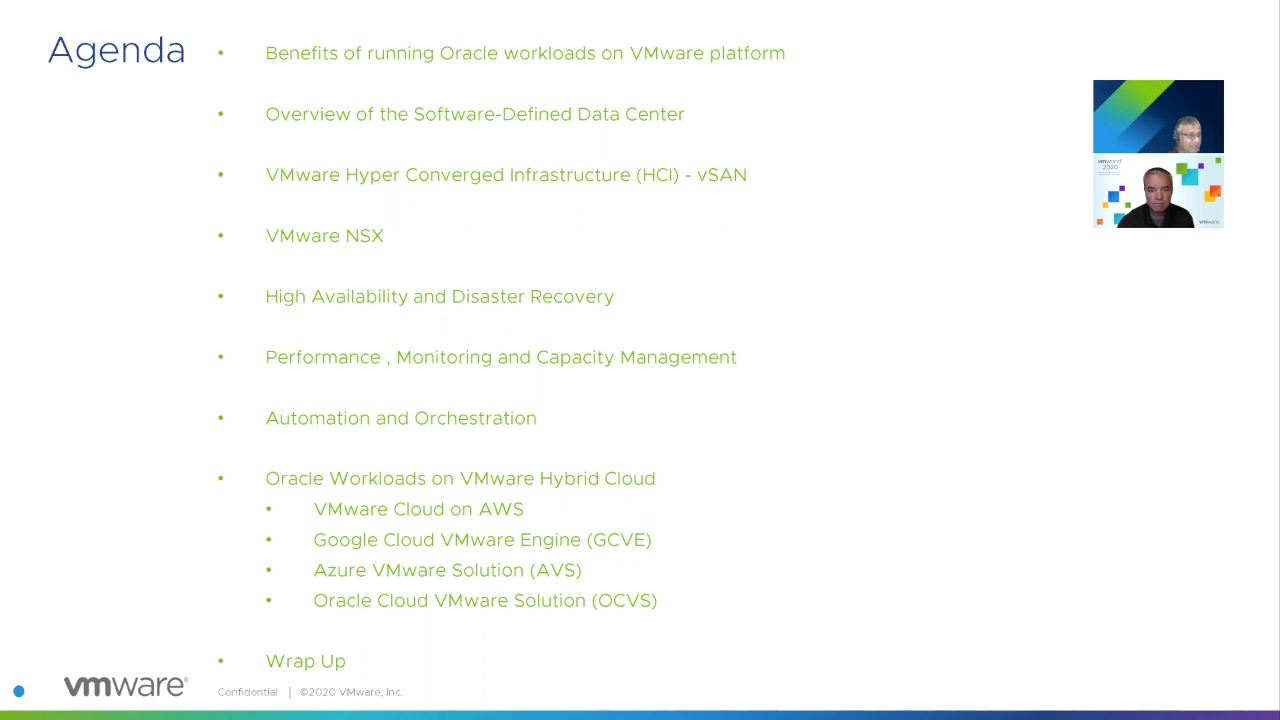 Agenda
• Benefits of running Oracle workloads on VMware platform
• Overview of the Software-Defined Data Center
• VMware Hyper Converged Infrastructure (HCI) - vSAN
• VMware NSX
• High Availability and Disaster Recovery
• Performance , Monitoring and Capacity Management
• Automation and Orchestration
• Oracle Workloads on VMware Hybrid Cloud
• VMware Cloud on AWS
• Google Cloud VMware Engine (GCVE)
• Azure VMware Solution (AVS)
• Oracle Cloud VMware Solution (OCVS)
• Wrap Up
vmworld
2020
vmware
vmware®
Confidential | ©2020 VMware, Inc.